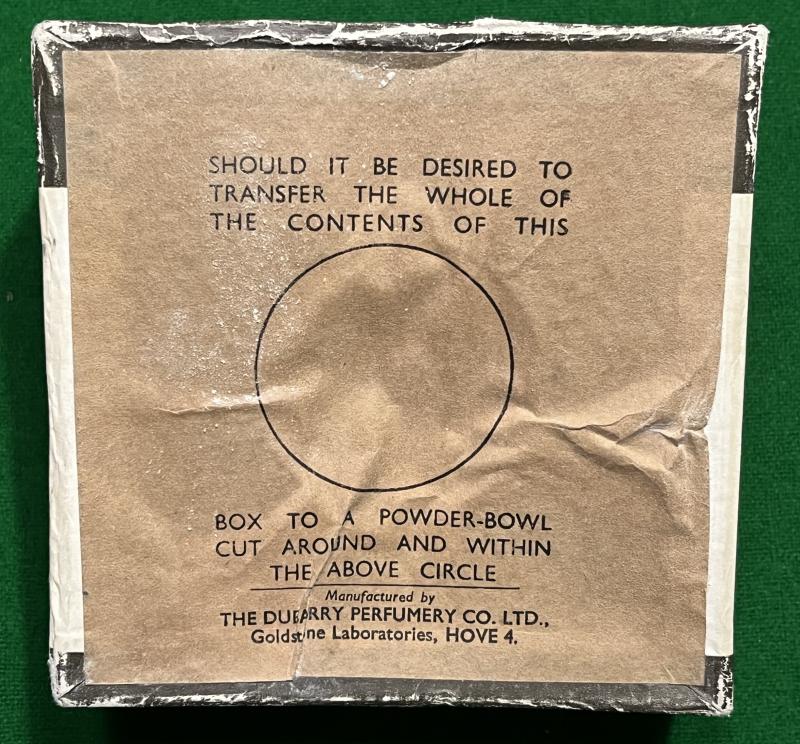 SHOULD IT BE DESIRED TO
TRANSFER THE WHOLE OF
THE CONTENTS OF THIS
BOX TO A POWDER-BOWL
CUT AROUND AND WITHIN
THE ABOVE CIRCLE
Manufactured by
THE DUBARRY PERFUMERY CO. LTD.,
Goldstone Laboratories, HOVE 4.